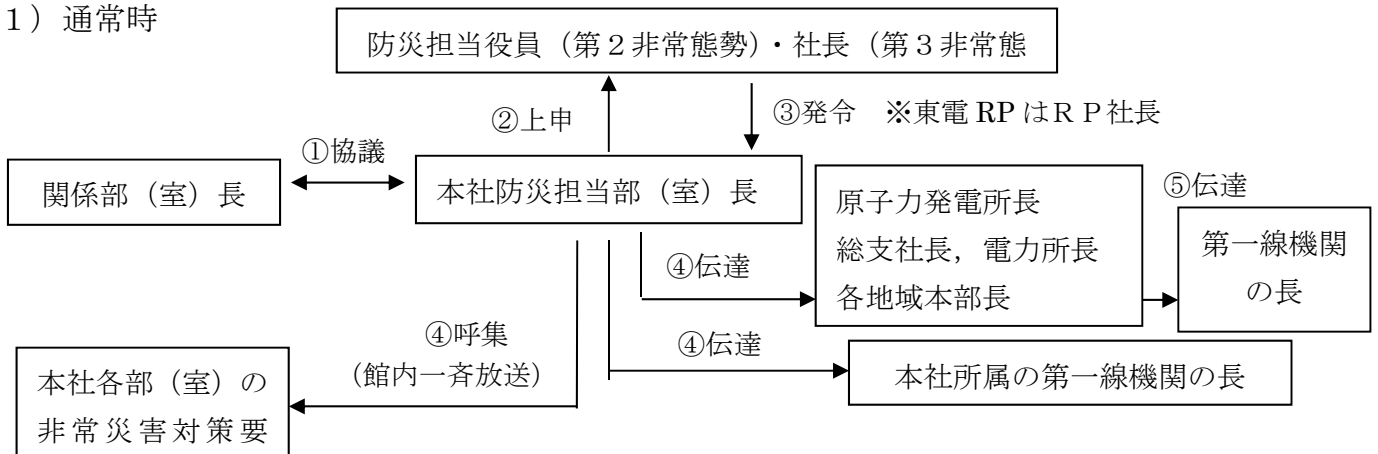 1）通常時
防災担当役員（第２非常態勢）・社長（第３非常態
②上申
③発令　※東電 RP はＲＰ社長
①協議
関係部（室）長
本社防災担当部（室）長
原子力発電所長
総支社長，電力所長
各地域本部長
⑤伝達
第一線機関
の長
④伝達
④呼集
（館内一斉放送）
④伝達
本社各部（室）の
非常災害対策要
本社所属の第一線機関の長